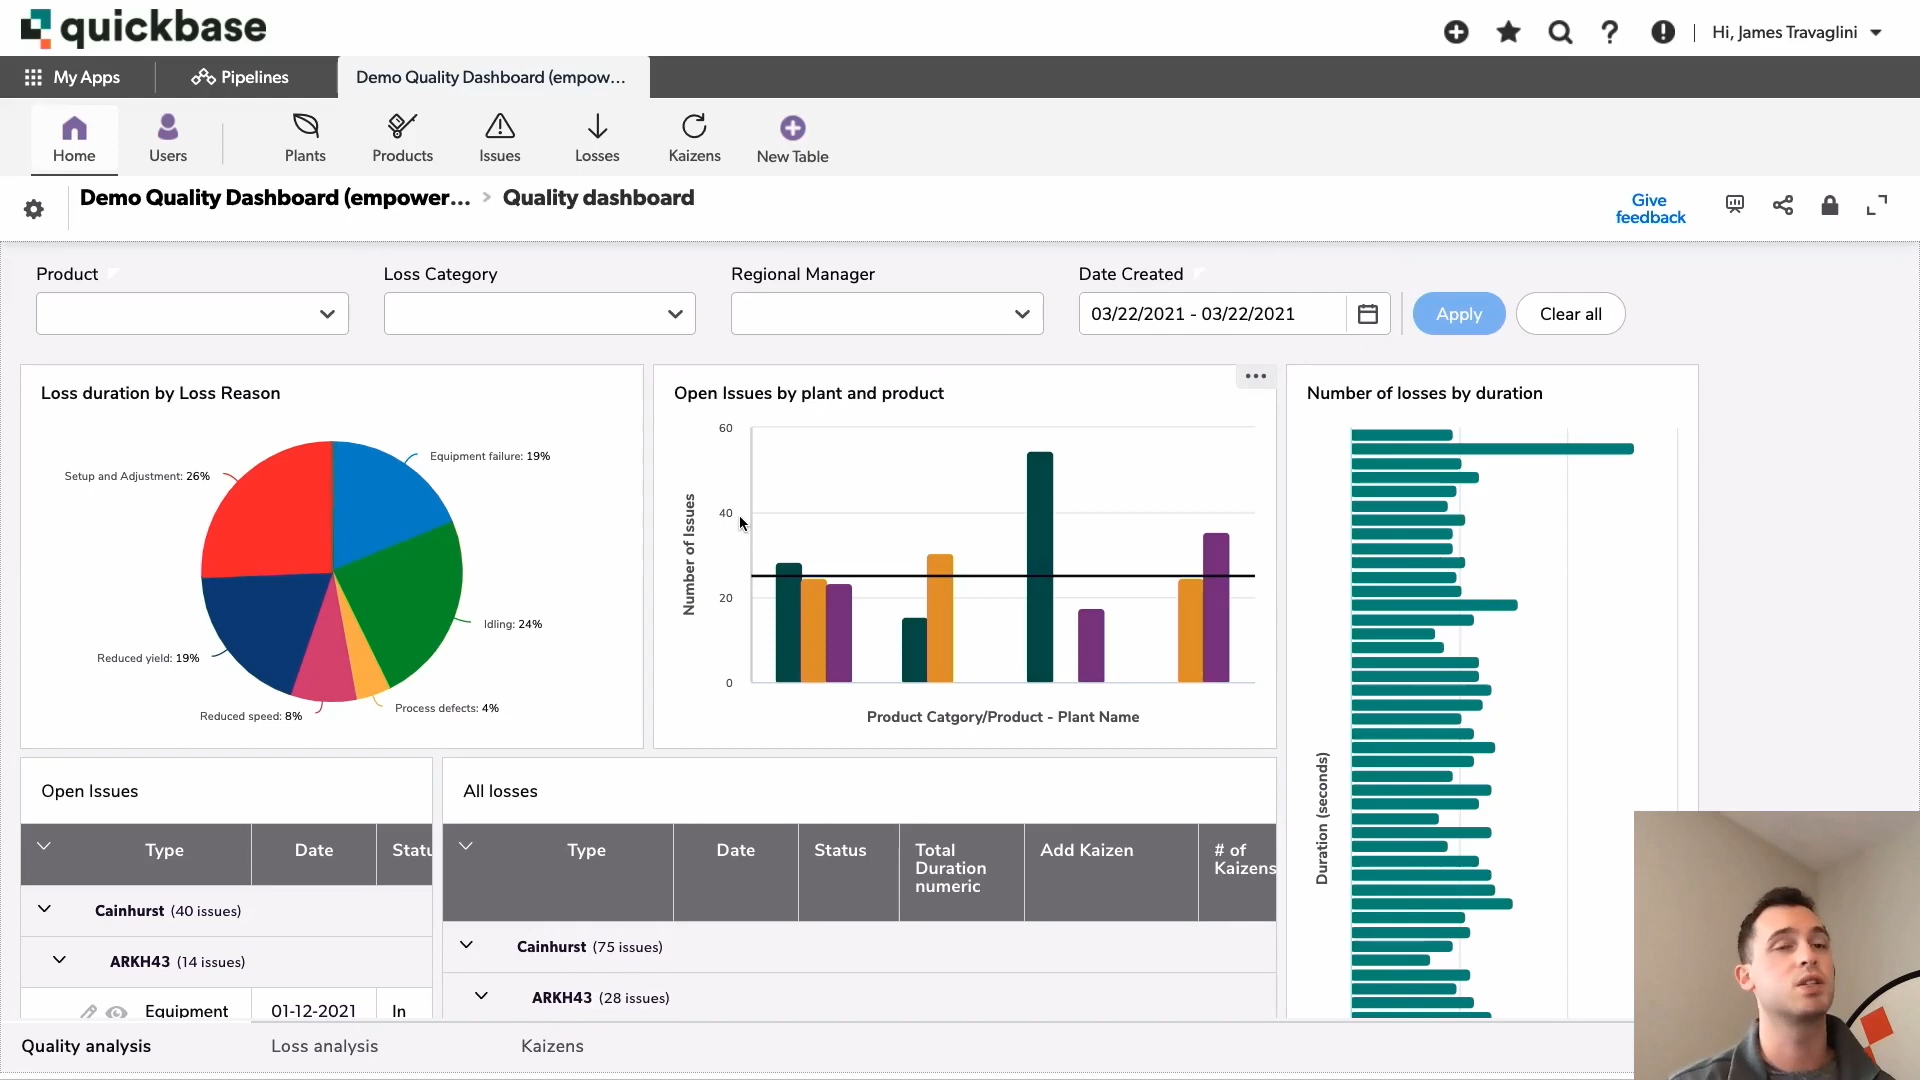 quickbase
Hi, James Travaglini
My Apps
Pipelines
Demo Quality Dashboard (empow...
Home
Users
Plants
Products
Issues
Losses
Kaizens
New Table
Demo Quality Dashboard (empower... > Quality dashboard
Give
feedback
Product
Loss Category
Regional Manager
Date Created
03/22/2021 - 03/22/2021
Apply
Clear all
Loss duration by Loss Reason
Equipment failure: 19%
Setup and Adjustment: 26%
Idling: 24%
Reduced yield: 19%
Process defects: 4%
Reduced speed: 8%
Open Issues by plant and product
60
40
20
0
Number of Issues
Product Catgory/Product - Plant Name
Number of losses by duration
Duration (seconds)
Open Issues
Type
Date
Statu
Cainhurst (40 issues)
ARKH43 (14 issues)
Equipment
01-12-2021
In
All losses
Type
Date
Status
Total
Duration
numeric
Add Kaizen
# of
Kaizens
Cainhurst (75 issues)
ARKH43 (28 issues)
Quality analysis
Loss analysis
Kaizens